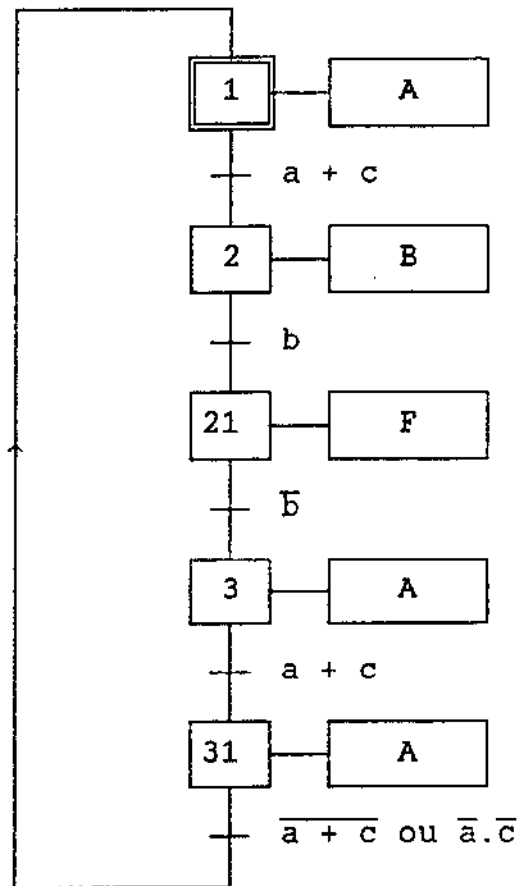 1 A
a + c
2 B
b
21 F
b̅
3 A
a + c
31 A
a̅ ̅+̅ ̅c̅ ou a̅.c̅